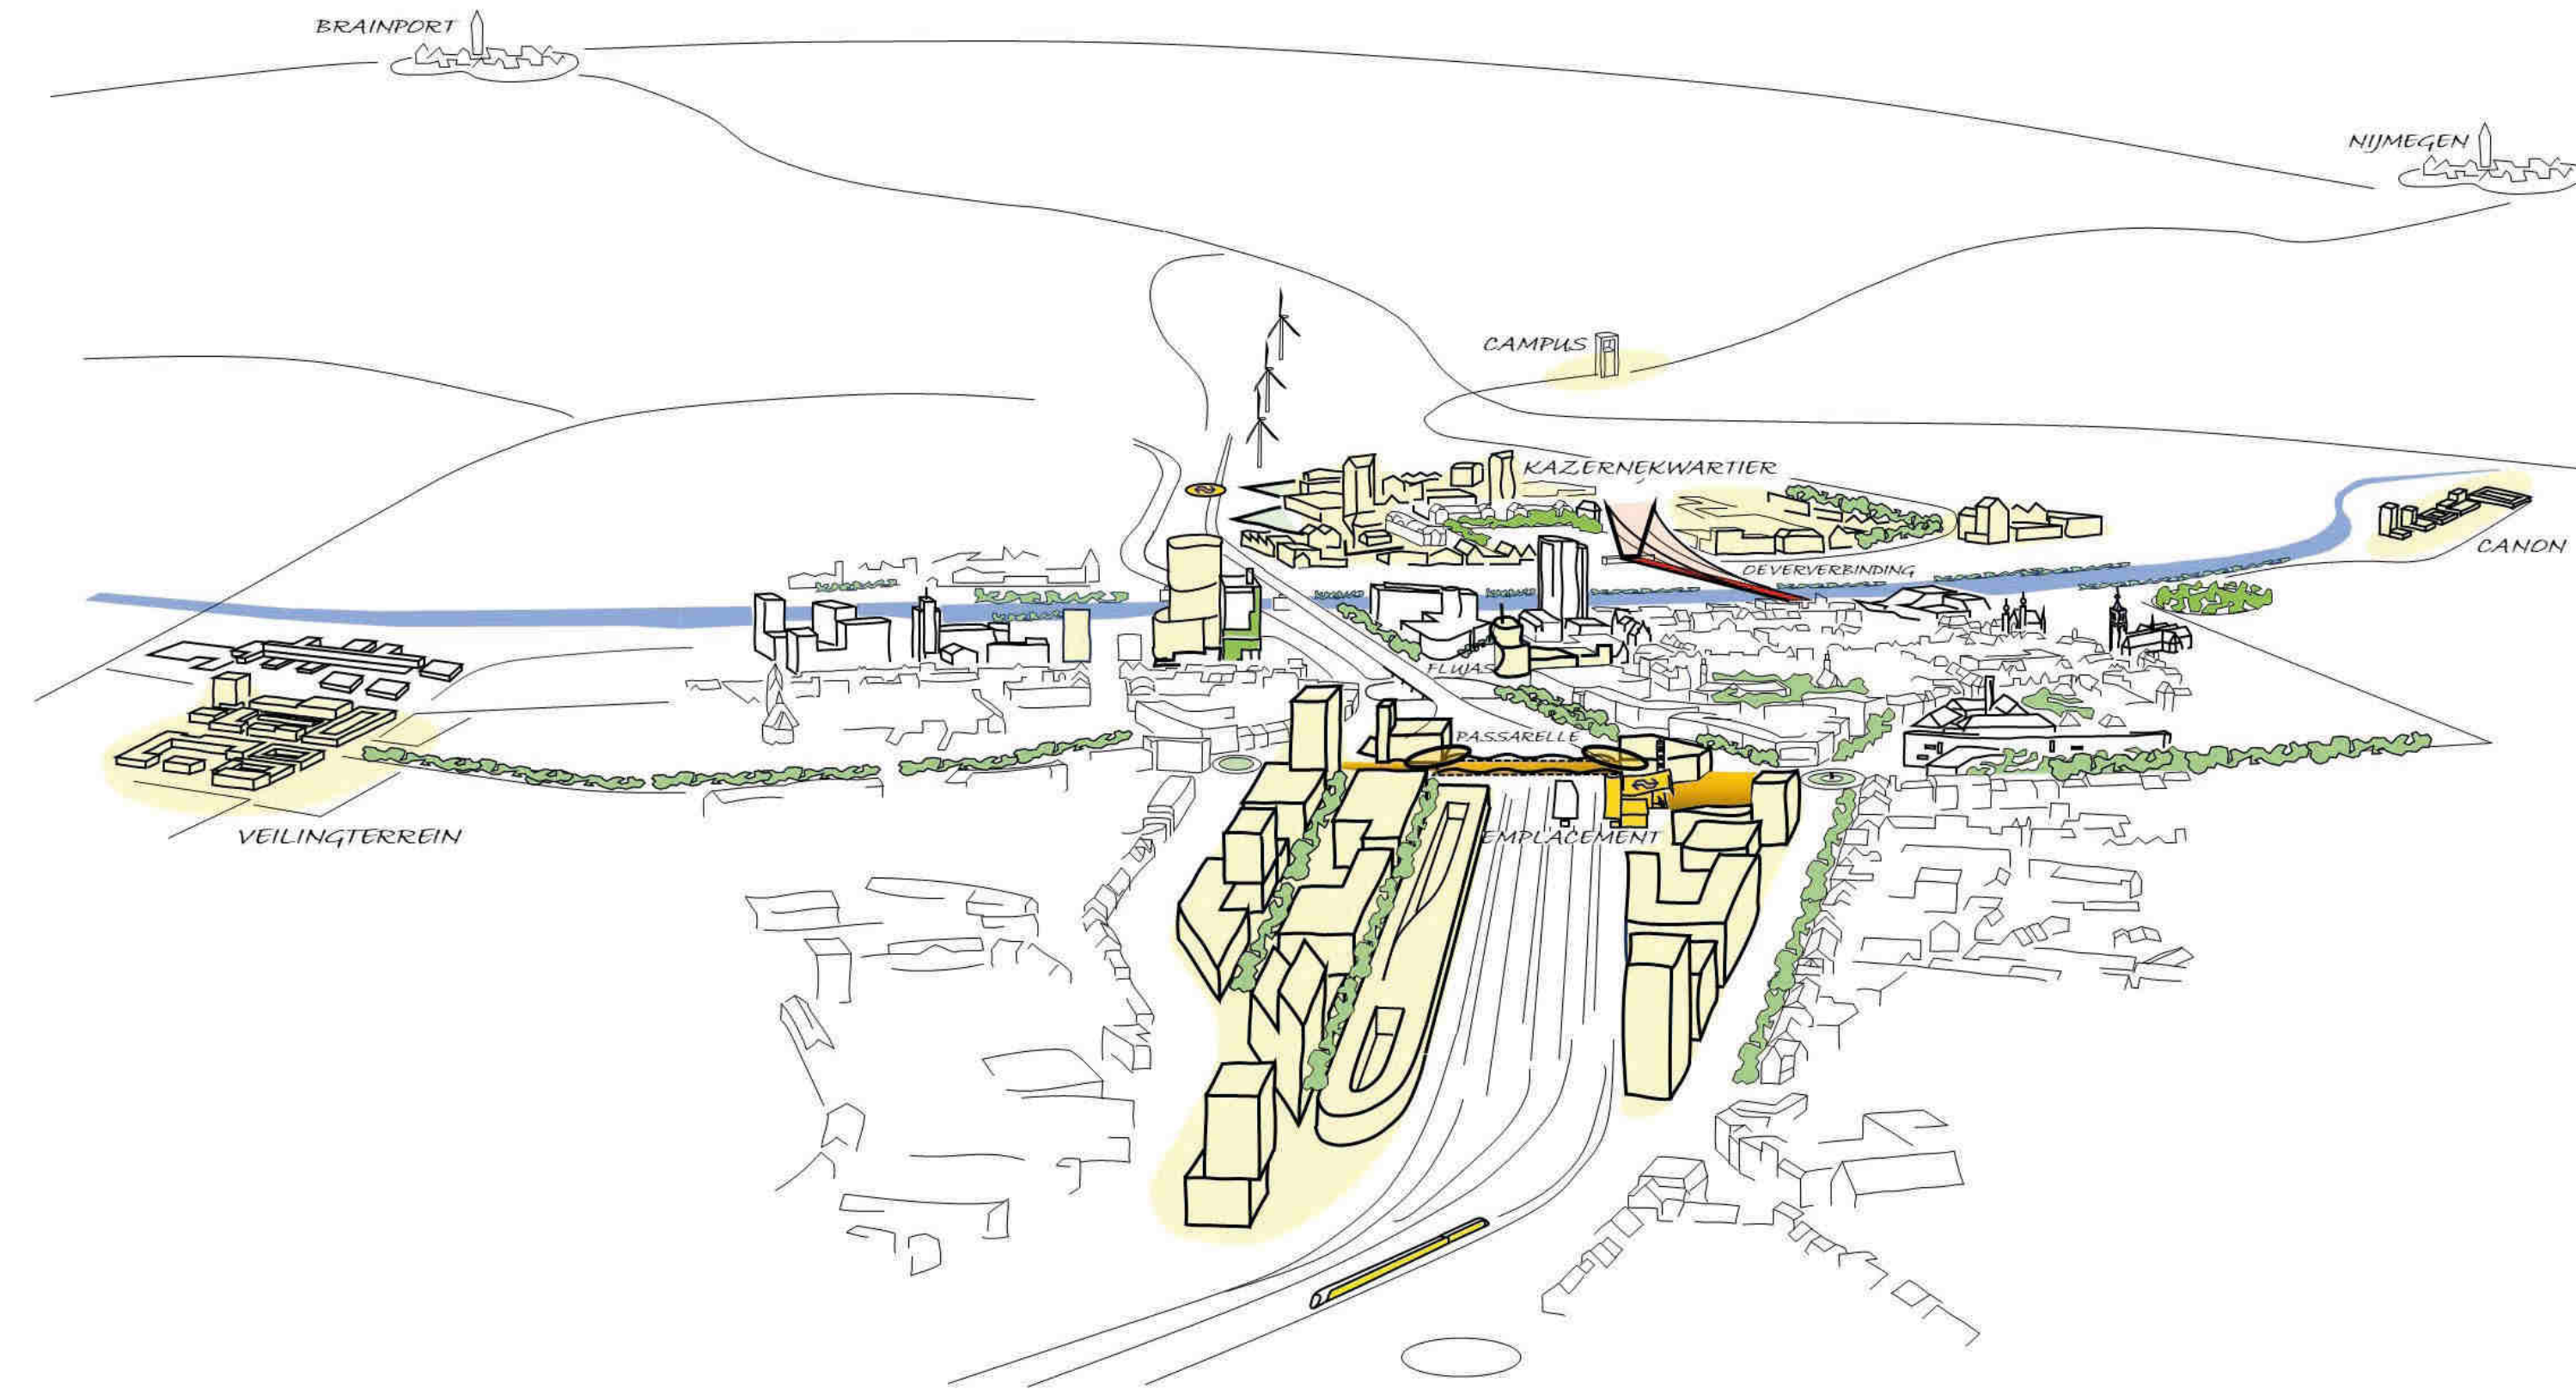 BRAINPORT
NIJMEGEN
CAMPUS
KAZERNEKWARTIER
CANON
OEVERVERBINDING
FLUJAS
PASSARELLE
VEILINGTERREIN
EMPLACEMENT